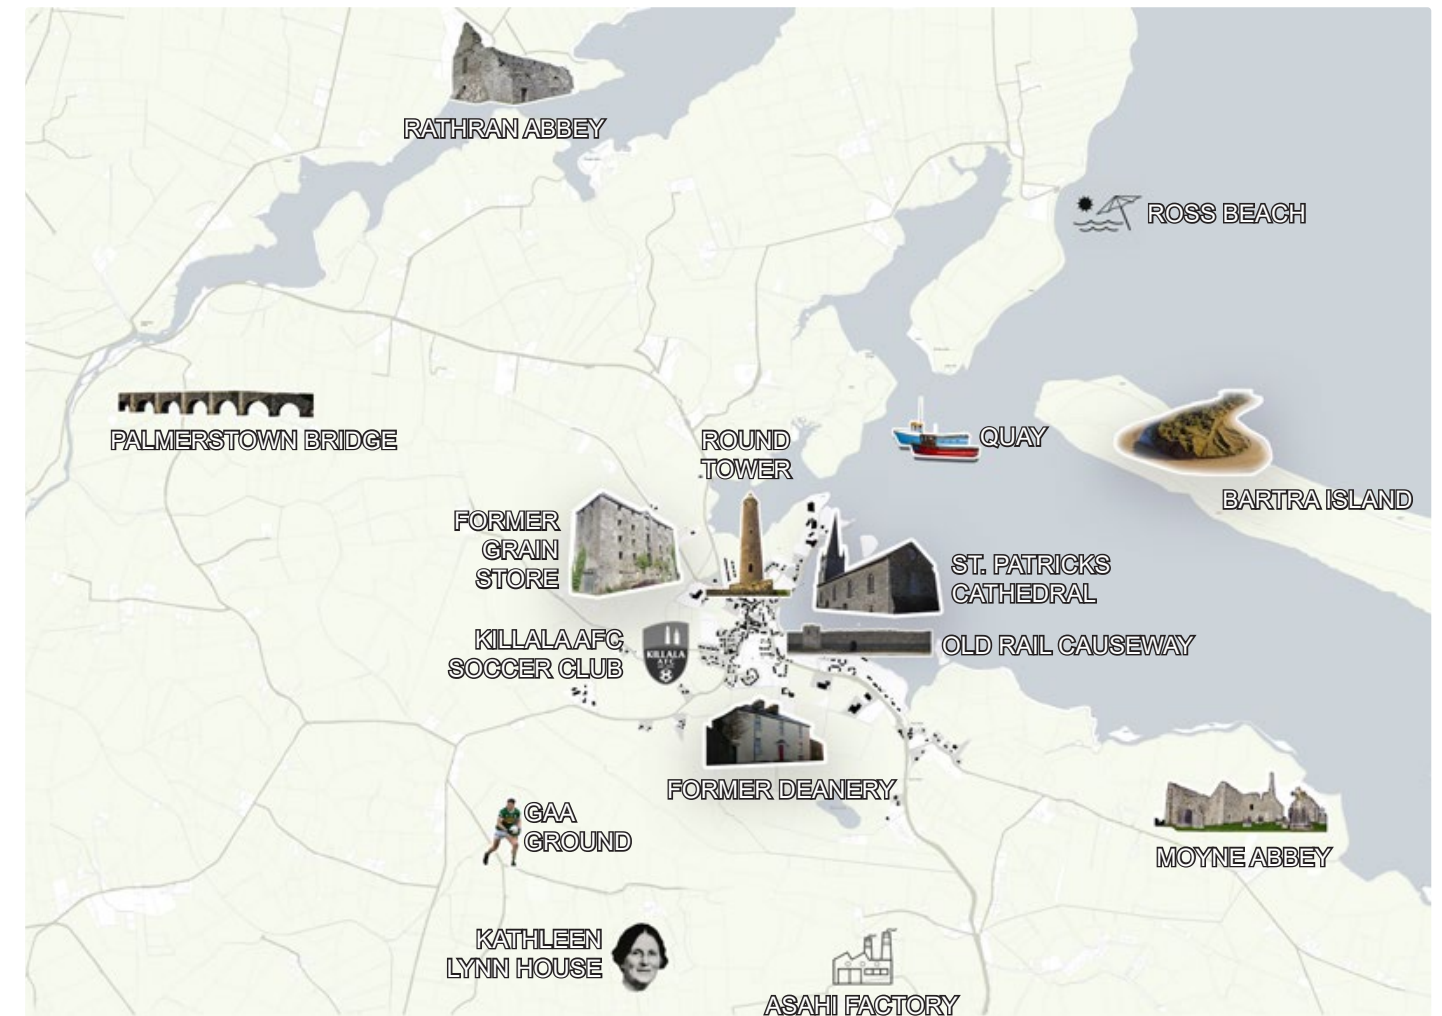 RATHRAN ABBEY
ROSS BEACH
PALMERSTOWN BRIDGE
ROUND
TOWER
QUAY
BARTRA ISLAND
FORMER
GRAIN
STORE
ST. PATRICKS
CATHEDRAL
KILLALA AFC
SOCCER CLUB
KILLALA
A.F.C.
OLD RAIL CAUSEWAY
FORMER DEANERY
GAA
GROUND
MOYNE ABBEY
KATHLEEN
LYNN HOUSE
ASAHI FACTORY